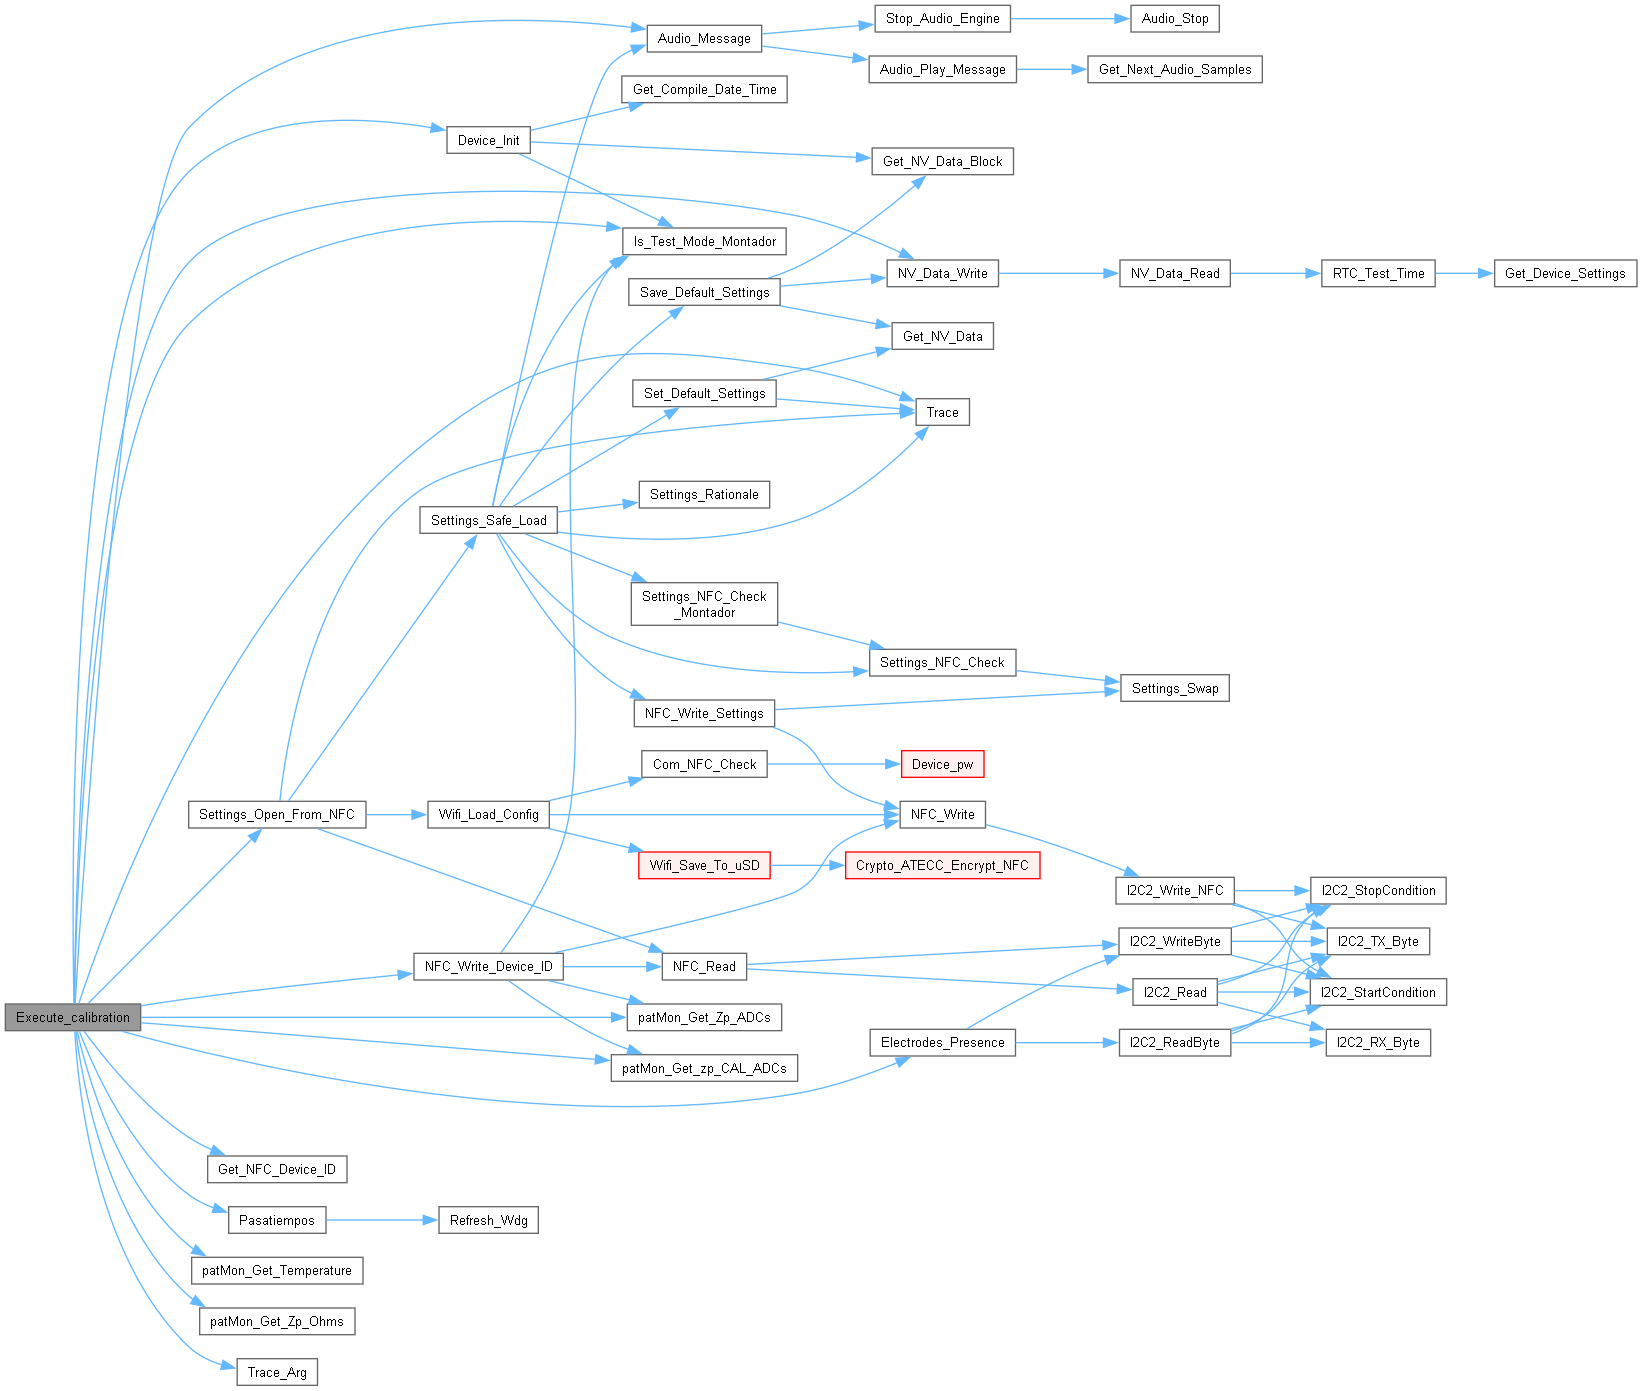 Stop_Audio_Engine
Audio_Stop
Audio_Message
Audio_Play_Message
Get_Next_Audio_Samples
Get_Compile_Date_Time
Device_Init
Get_NV_Data_Block
Is_Test_Mode_Montador
NV_Data_Write
NV_Data_Read
RTC_Test_Time
Get_Device_Settings
Save_Default_Settings
Get_NV_Data
Set_Default_Settings
Trace
Settings_Rationale
Settings_Safe_Load
Settings_NFC_Check
_Montador
Settings_NFC_Check
Settings_Swap
NFC_Write_Settings
Com_NFC_Check
Device_pw
Settings_Open_From_NFC
Wifi_Load_Config
NFC_Write
Wifi_Save_To_uSD
Crypto_ATECC_Encrypt_NFC
I2C2_Write_NFC
I2C2_StopCondition
I2C2_WriteByte
I2C2_TX_Byte
NFC_Write_Device_ID
NFC_Read
I2C2_Read
I2C2_StartCondition
Execute_calibration
patMon_Get_Zp_ADCs
Electrodes_Presence
I2C2_ReadByte
I2C2_RX_Byte
patMon_Get_zp_CAL_ADCs
Get_NFC_Device_ID
Pasatiempos
Refresh_Wdg
patMon_Get_Temperature
patMon_Get_Zp_Ohms
Trace_Arg